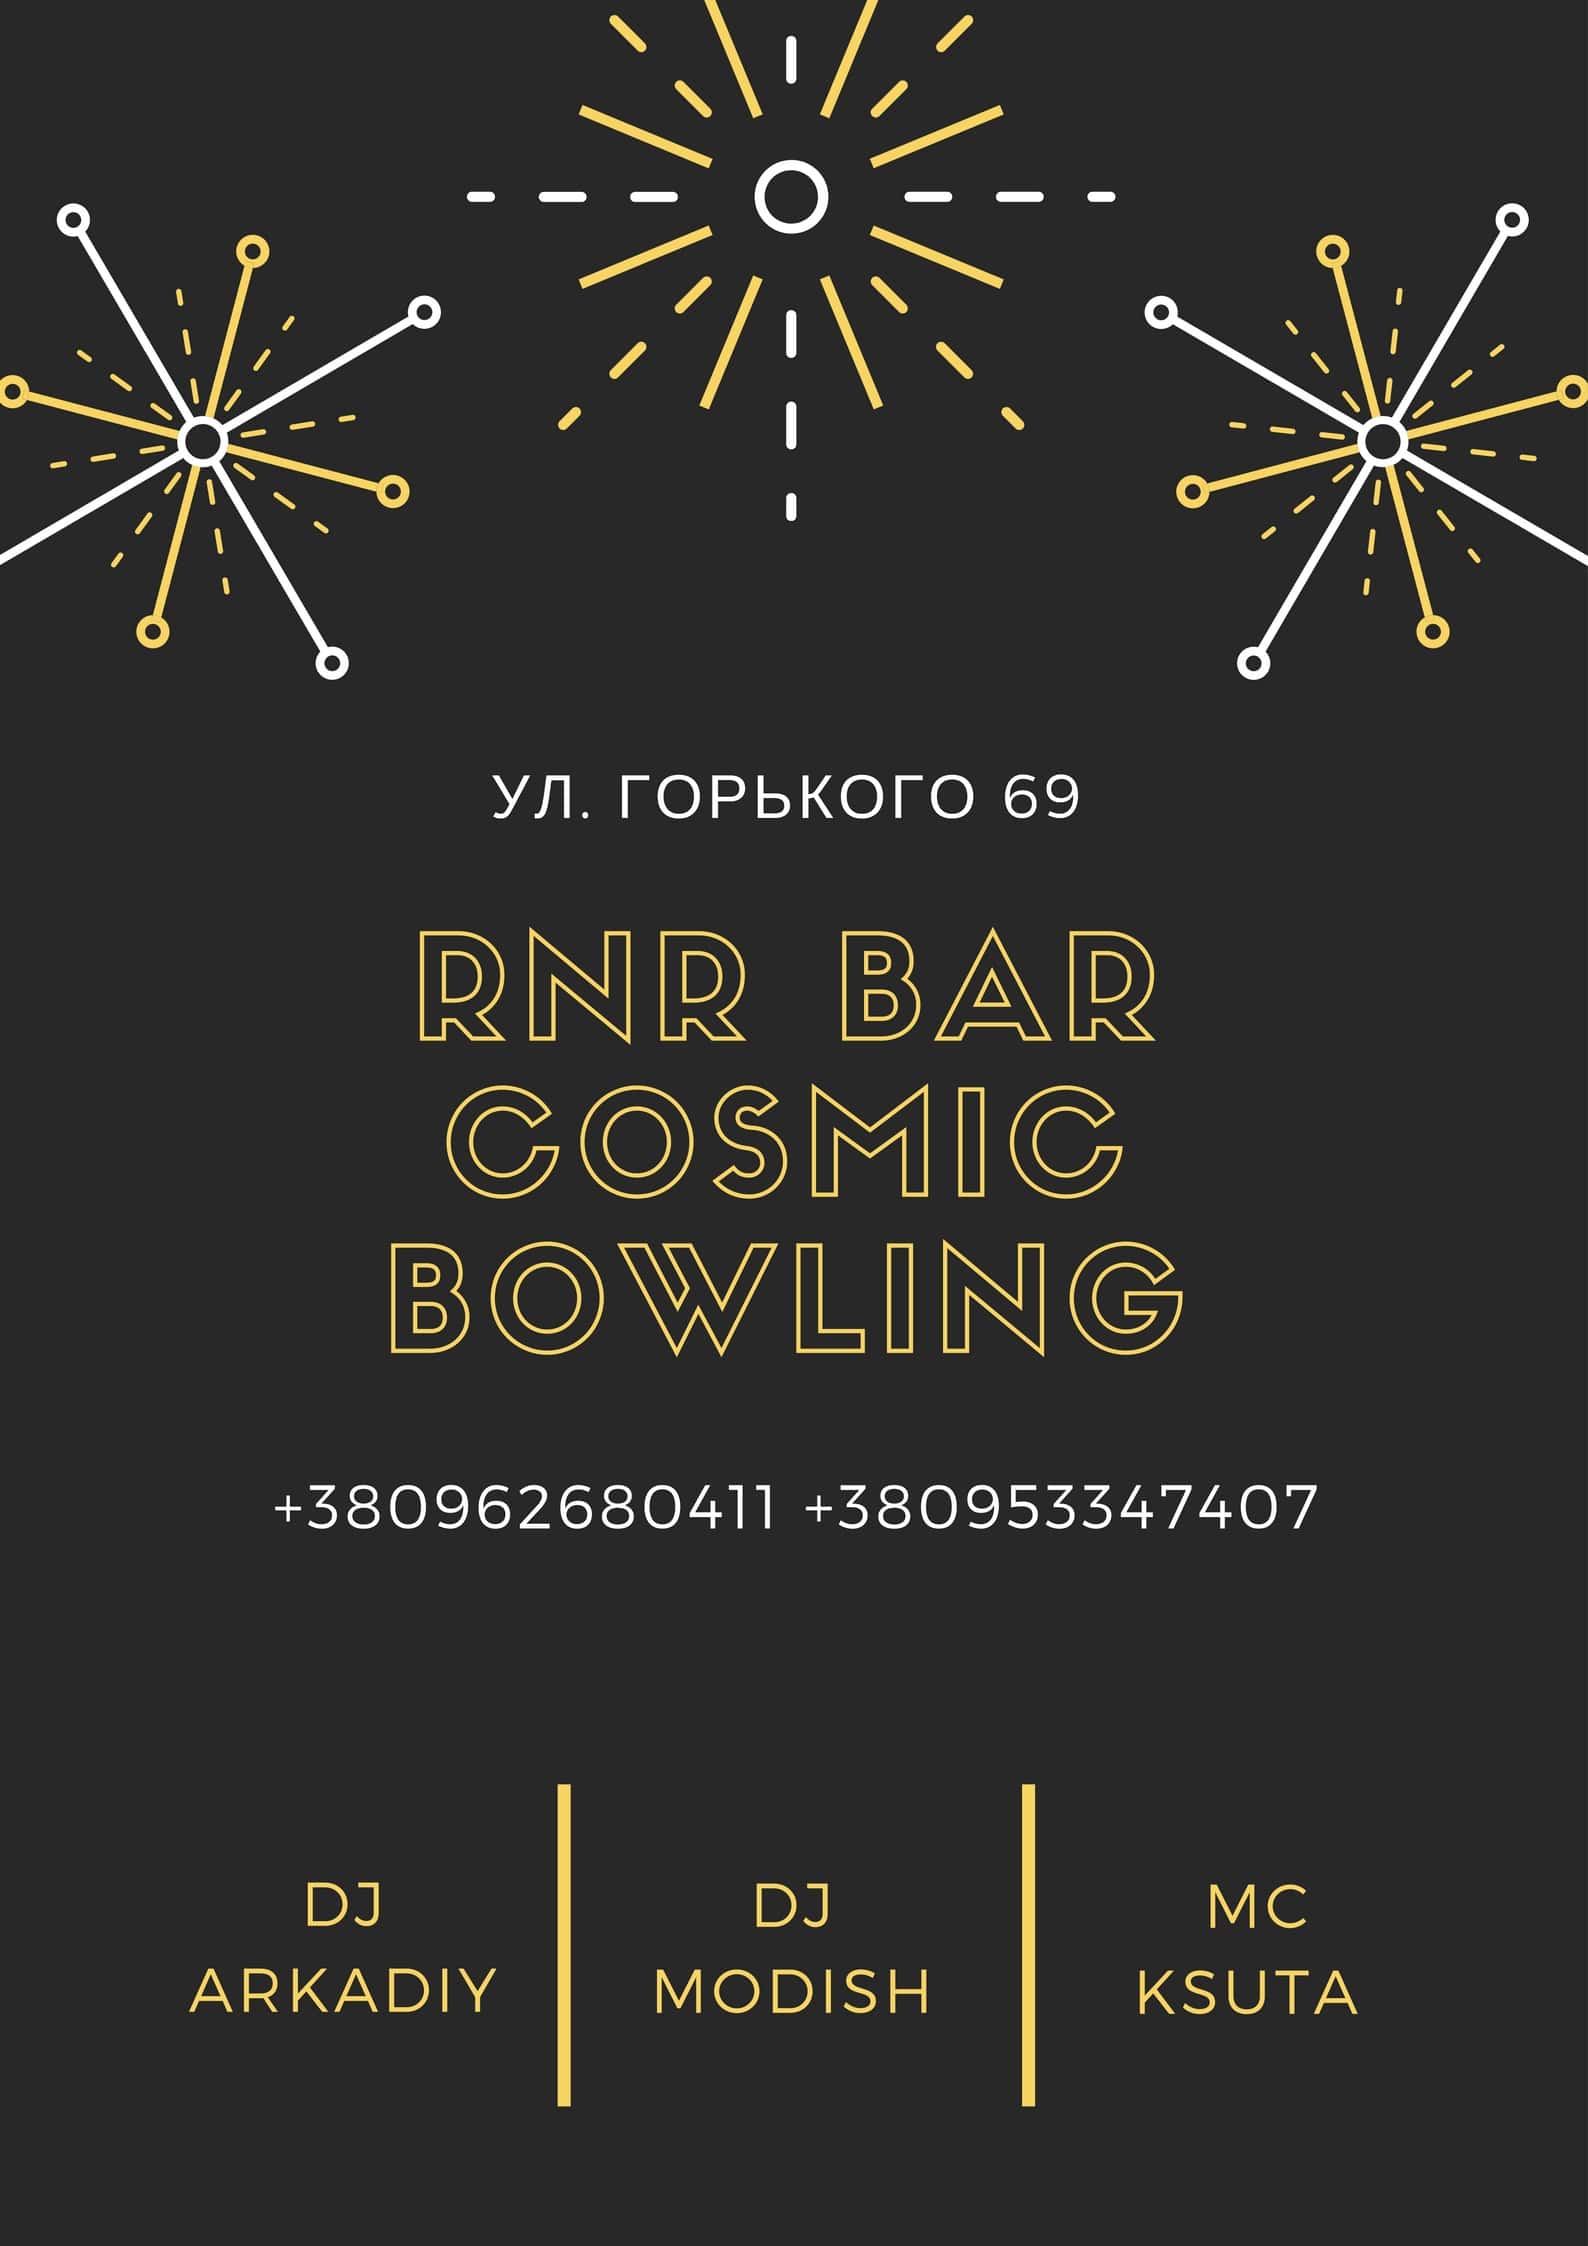 УЛ. ГОРЬКОГО 69
RNR BAR
COSMIC
BOWLING
+380962680411 +380953347407
DJ
ARKADIY
DJ
MODISH
MC
KSUTA